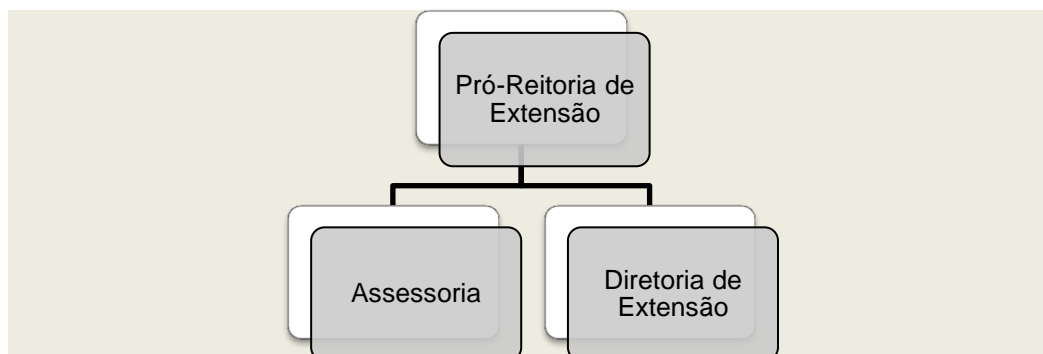 Pró-Reitoria de
Extensão
Assessoria
Diretoria de
Extensão